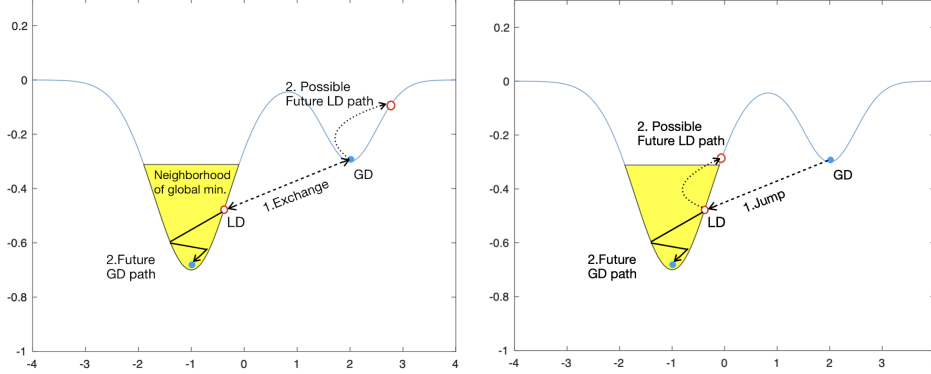 0.2
0
-0.2
-0.4
-0.6
-0.8
-1
-4
-3
-2
-1
0
1
2
3
4
2. Possible
Future LD path
Neighborhood
of global min.
1.Exchange
GD
LD
2.Future
GD path
0.2
0
-0.2
-0.4
-0.6
-0.8
-1
-4
-3
-2
-1
0
1
2
3
2. Possible
Future LD path
1.Jump
GD
LD
2.Future
GD path